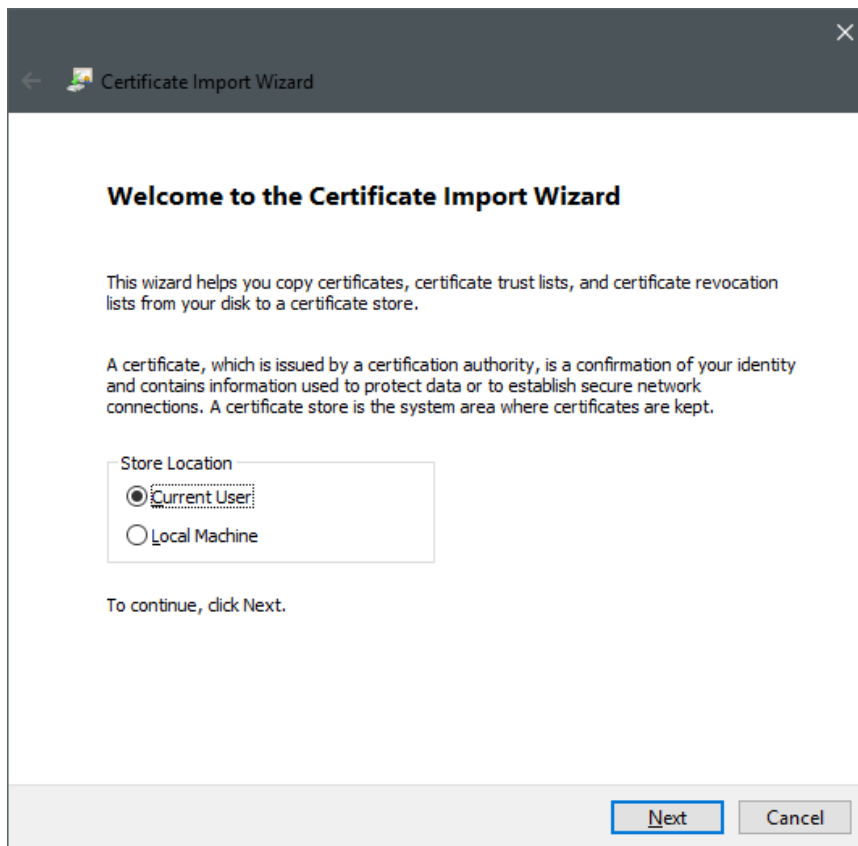 Certificate Import Wizard
Welcome to the Certificate Import Wizard
This wizard helps you copy certificates, certificate trust lists, and certificate revocation
lists from your disk to a certificate store.
A certificate, which is issued by a certification authority, is a confirmation of your identity
and contains information used to protect data or to establish secure network
connections. A certificate store is the system area where certificates are kept.
Store Location
Current User
Local Machine
To continue, click Next.
Next Cancel